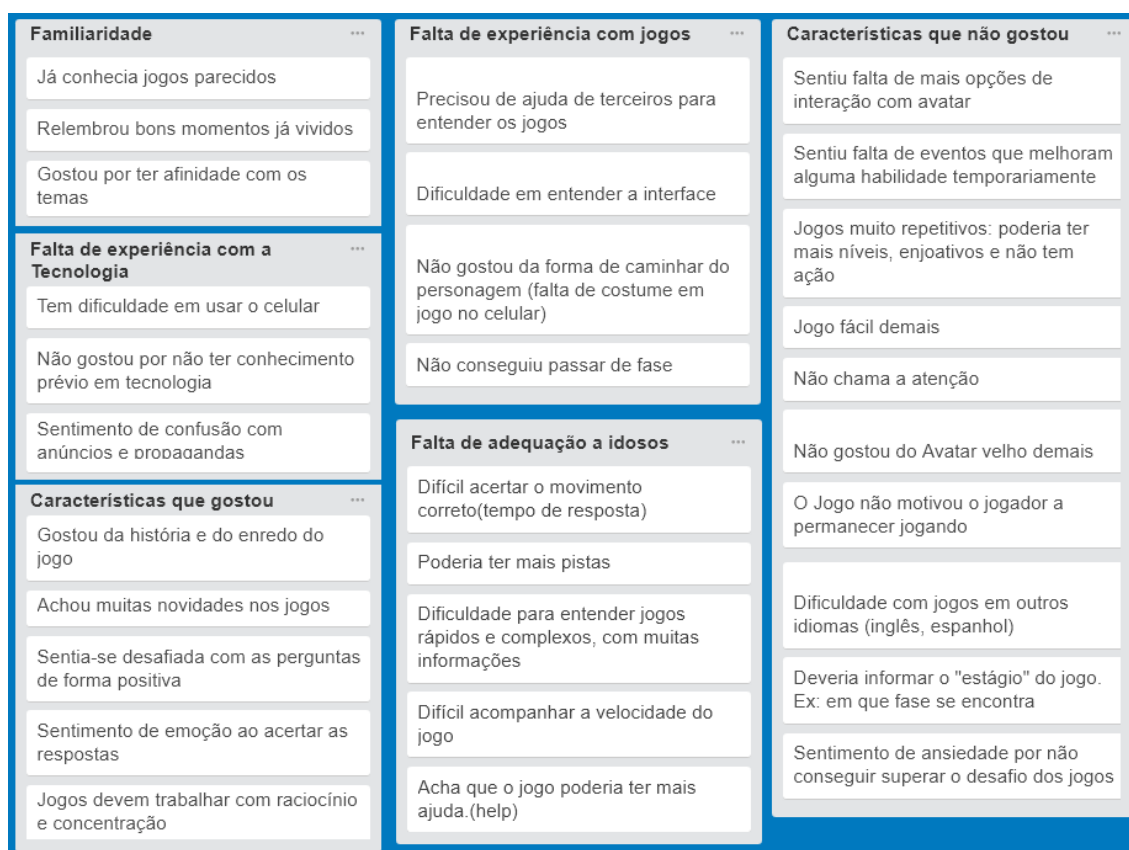 Familiaridade
Já conhecia jogos parecidos
Relembrou bons momentos já vividos
Gostou por ter afinidade com os
temas
Falta de experiência com a
Tecnologia
Tem dificuldade em usar o celular
Não gostou por não ter conhecimento
prévio em tecnologia
Sentimento de confusão com
anúncios e propagandas
Características que gostou
Gostou da história e do enredo do
jogo
Achou muitas novidades nos jogos
Sentia-se desafiada com as perguntas
de forma positiva
Sentimento de emoção ao acertar as
respostas
Jogos devem trabalhar com raciocínio
e concentração
Falta de experiência com jogos
Precisou de ajuda de terceiros para
entender os jogos
Dificuldade em entender a interface
Não gostou da forma de caminhar do
personagem (falta de costume em
jogo no celular)
Não conseguiu passar de fase
Falta de adequação a idosos
Difícil acertar o movimento
correto(tempo de resposta)
Poderia ter mais pistas
Dificuldade para entender jogos
rápidos e complexos, com muitas
informações
Difícil acompanhar a velocidade do
jogo
Acha que o jogo poderia ter mais
ajuda.(help)
Características que não gostou
Sentiu falta de mais opções de
interação com avatar
Sentiu falta de eventos que melhoram
alguma habilidade temporariamente
Jogos muito repetitivos: poderia ter
mais níveis, enjoativos e não tem
ação
Jogo fácil demais
Não chama a atenção
Não gostou do Avatar velho demais
O Jogo não motivou o jogador a
permanecer jogando
Dificuldade com jogos em outros
idiomas (inglês, espanhol)
Deveria informar o "estágio" do jogo.
Ex: em que fase se encontra
Sentimento de ansiedade por não
conseguir superar o desafio dos jogos